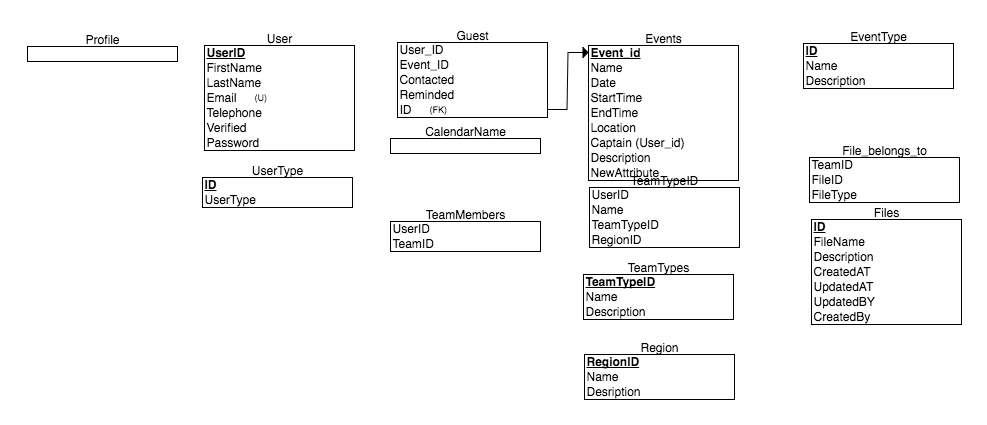 Profile
User
UserID
FirstName
LastName
Email (U)
Telephone
Verified
Password
UserType
ID
UserType
Guest
User_ID
Event_ID
Contacted
Reminded
ID (FK)
CalendarName
TeamMembers
UserID
TeamID
Events
Event_id
Name
Date
StartTime
EndTime
Location
Captain (User_id)
Description
NewAttribute
TeamTypeID
UserID
Name
TeamTypeID
RegionID
TeamTypes
TeamTypeID
Name
Description
Region
RegionID
Name
Desription
EventType
ID
Name
Description
File_belongs_to
TeamID
FileID
FileType
Files
ID
FileName
Description
CreatedAT
UpdatedAT
UpdatedBY
CreatedBy